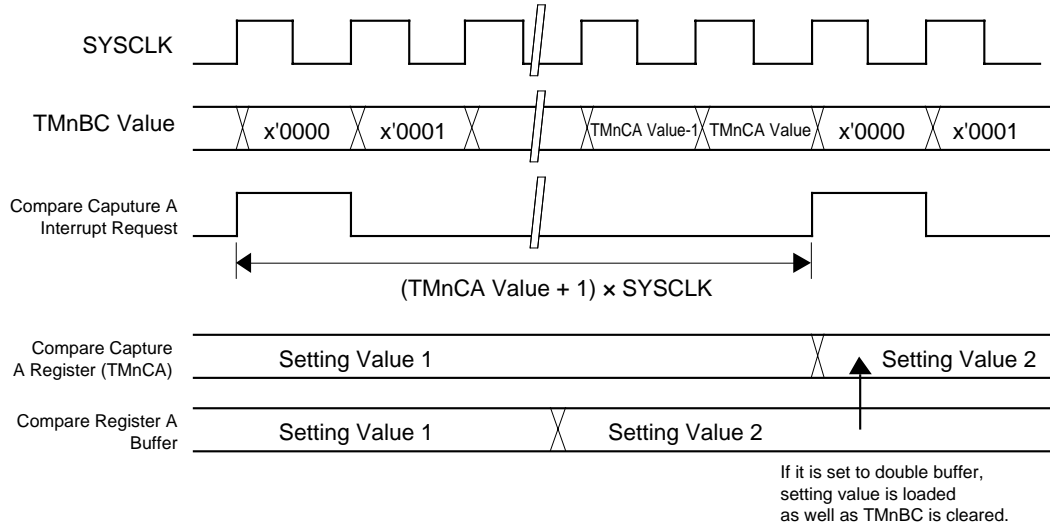 SYSCLK
TMnBC Value
x'0000
x'0001
TMnCA Value-1
TMnCA Value
x'0000
x'0001
Compare Caputure A
Interrupt Request
(TMnCA Value + 1) × SYSCLK
Compare Capture
A Register (TMnCA)
Setting Value 1
Setting Value 2
Compare Register A
Buffer
Setting Value 1
Setting Value 2
If it is set to double buffer,
setting value is loaded
as well as TMnBC is cleared.